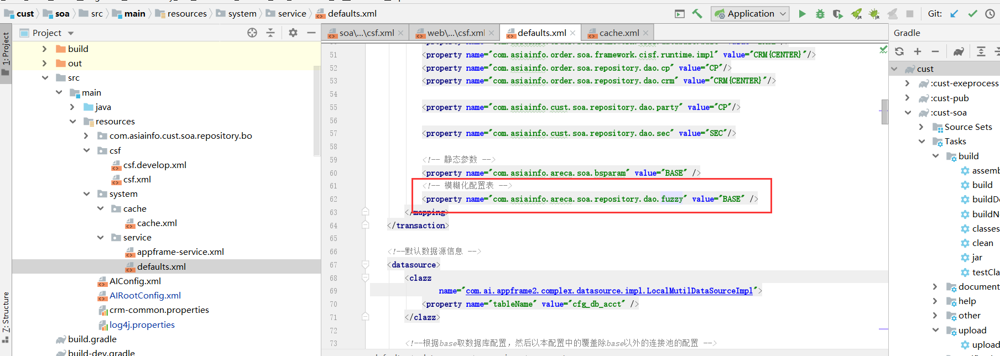 cust soa src main resources system service defaults.xml
Application
Git:
Project
soa\...\csf.xml
web\...\csf.xml
defaults.xml
cache.xml
Gradle
1: Project
Z: Structure
build
out
src
main
java
resources
com.asiainfo.cust.soa.repository.bo
csf
csf.develop.xml
csf.xml
system
cache
cache.xml
service
appframe-service.xml
defaults.xml
AIConfig.xml
AIRootConfig.xml
crm-common.properties
log4j.properties
build.gradle
build-dev.gradle
51 <property name="com.asiainfo.order.soa.framework.cisf.runtime.impl" value="CRM{CENTER}"/>
52 <property name="com.asiainfo.order.soa.repository.dao.cp" value="CP"/>
53 <property name="com.asiainfo.order.soa.repository.dao.crm" value="CRM{CENTER}"/>
54
55 <property name="com.asiainfo.cust.soa.repository.dao.party" value="CP"/>
56
57 <property name="com.asiainfo.cust.soa.repository.dao.sec" value="SEC"/>
58
59 <!-- 静态参数 -->
60 <property name="com.asiainfo.areca.soa.bsparam" value="BASE" />
61 <!-- 模糊化配置表 -->
62 <property name="com.asiainfo.areca.soa.repository.dao.fuzzy" value="BASE" />
63 </mapping>
64 </transaction>
65
66 <!--默认数据源信息 -->
67 <datasource>
68 <clazz
69 name="com.ai.appframe2.complex.datasource.impl.LocalMutilDataSourceImpl">
70 <property name="tableName" value="cfg_db_acct" />
71 </clazz>
72
73 <!--根据base取数据库配置，然后以本配置中的覆盖除base以外的连接池的配置 -->
cust
:cust-exeprocess
:cust-pub
:cust-soa
Source Sets
Tasks
build
assemb
build
buildDe
buildNe
classes
clean
jar
testCla
document
help
other
upload
upload